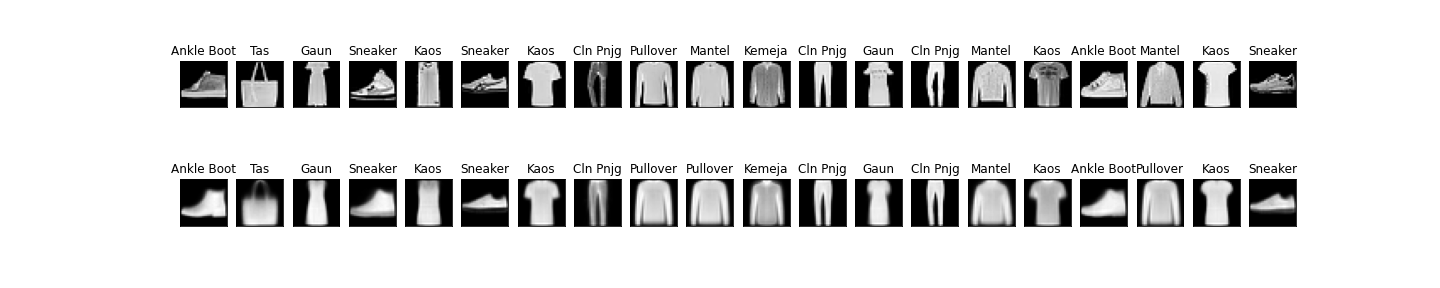 Ankle Boot Tas Gaun Sneaker Kaos Sneaker Kaos Cln Pnjg Pullover Mantel Kemeja Cln Pnjg Gaun Cln Pnjg Mantel Kaos Ankle Boot Mantel Kaos Sneaker
Ankle Boot Tas Gaun Sneaker Kaos Sneaker Kaos Cln Pnjg Pullover Pullover Kemeja Cln Pnjg Gaun Cln Pnjg Mantel Kaos Ankle Boot Pullover Kaos Sneaker